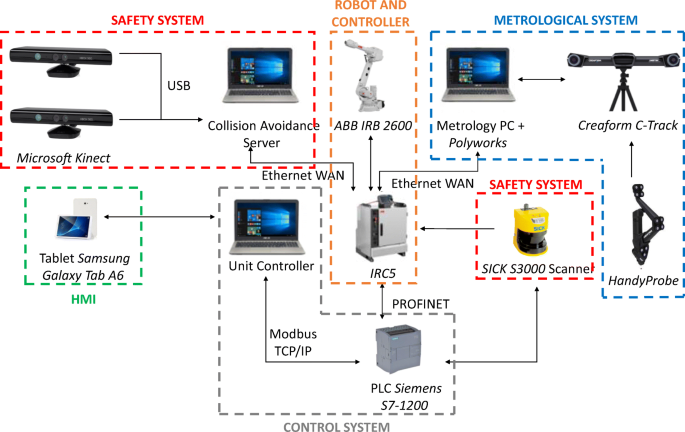 SAFETY SYSTEM
ROBOT AND
CONTROLLER
METROLOGICAL SYSTEM
USB
Microsoft Kinect
Collision Avoidance
Server
ABB IRB 2600
Metrology PC +
Polyworks
Creaform C-Track
Ethernet WAN
Ethernet WAN
SAFETY SYSTEM
SICK
Tablet Samsung
Galaxy Tab A6
HMI
Unit Controller
IRC5
SICK S3000 Scanner
HandyProbe
PROFINET
Modbus
TCP/IP
PLC Siemens
S7-1200
CONTROL SYSTEM